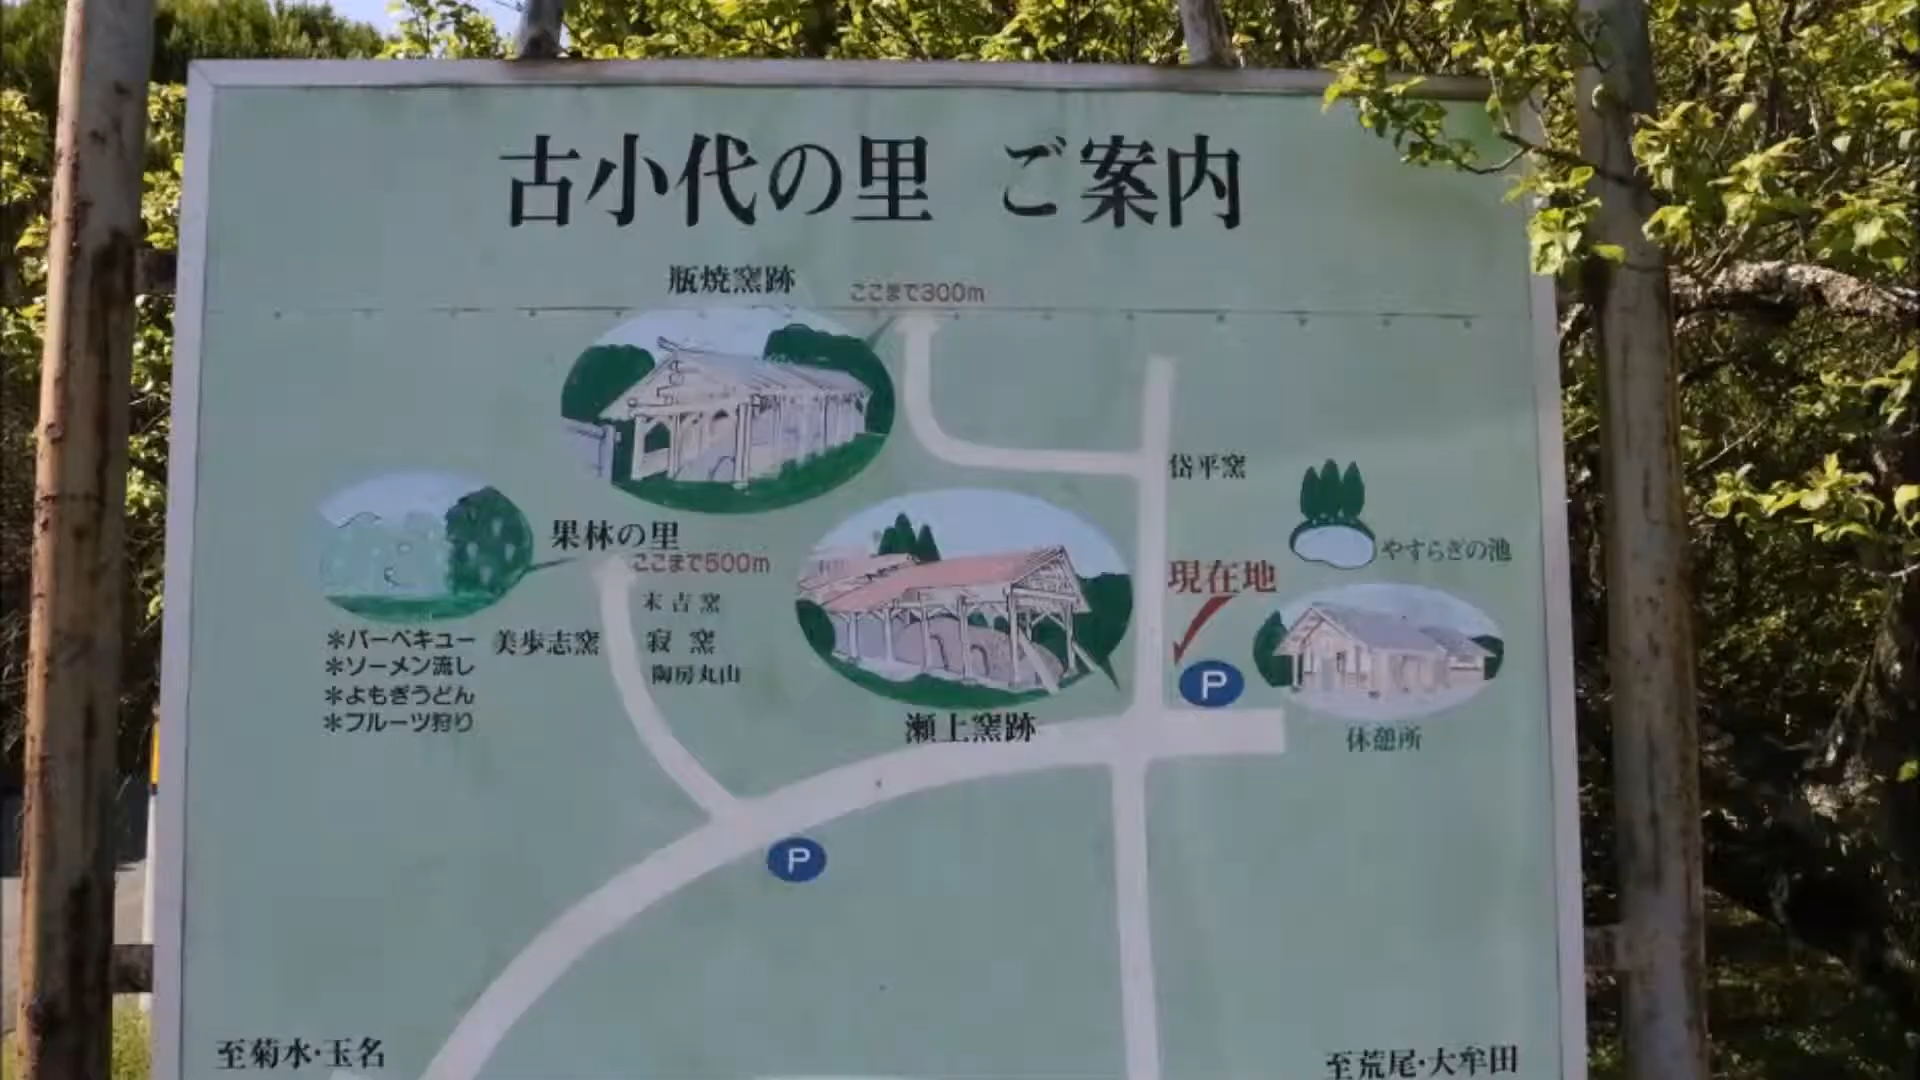 古小代の里 ご案内
瓶焼窯跡
ここまで300m
岱平窯
果林の里
ここまで500m
末吉窯
美歩志窯
寂窯
陶房丸山
*バーベキュー
*ソーメン流し
*よもぎうどん
*フルーツ狩り
瀬上窯跡
現在地
P
やすらぎの池
休憩所
P
至菊水・玉名
至荒尾・大牟田